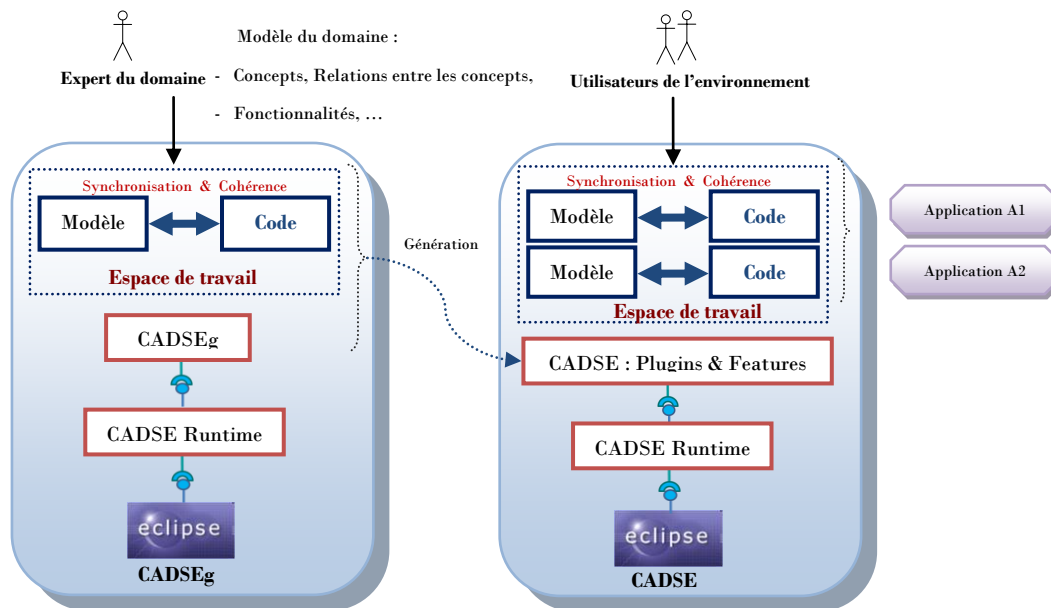 Modèle du domaine :
Expert du domaine
- Concepts, Relations entre les concepts,
- Fonctionnalités, …
Utilisateurs de l'environnement
Synchronisation & Cohérence
Modèle
Code
Espace de travail
CADSEg
CADSE Runtime
eclipse
CADSEg
Génération
Synchronisation & Cohérence
Modèle
Code
Modèle
Code
Espace de travail
CADSE : Plugins & Features
CADSE Runtime
eclipse
CADSE
Application A1
Application A2